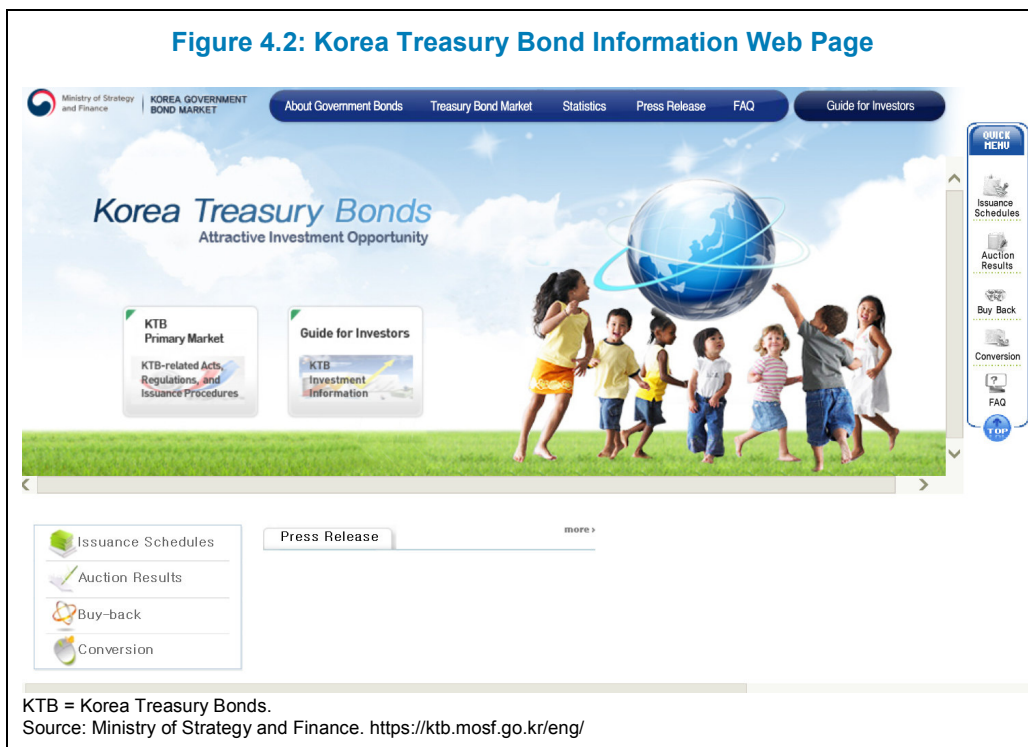 Figure 4.2: Korea Treasury Bond Information Web Page
Ministry of Strategy
and Finance
KOREA GOVERNMENT
BOND MARKET
About Government Bonds
Treasury Bond Market
Statistics
Press Release
FAQ
Guide for Investors
QUICK
MENU
Issuance
Schedules
Auction
Results
Buy Back
Conversion
FAQ
TOP
Korea Treasury Bonds
Attractive Investment Opportunity
KTB
Primary Market
KTB-related Acts,
Regulations, and
Issuance Procedures
Guide for Investors
KTB
Investment
Information
Issuance Schedules
Auction Results
Buy-back
Conversion
Press Release
more ›
KTB = Korea Treasury Bonds.
Source: Ministry of Strategy and Finance. https://ktb.mosf.go.kr/eng/